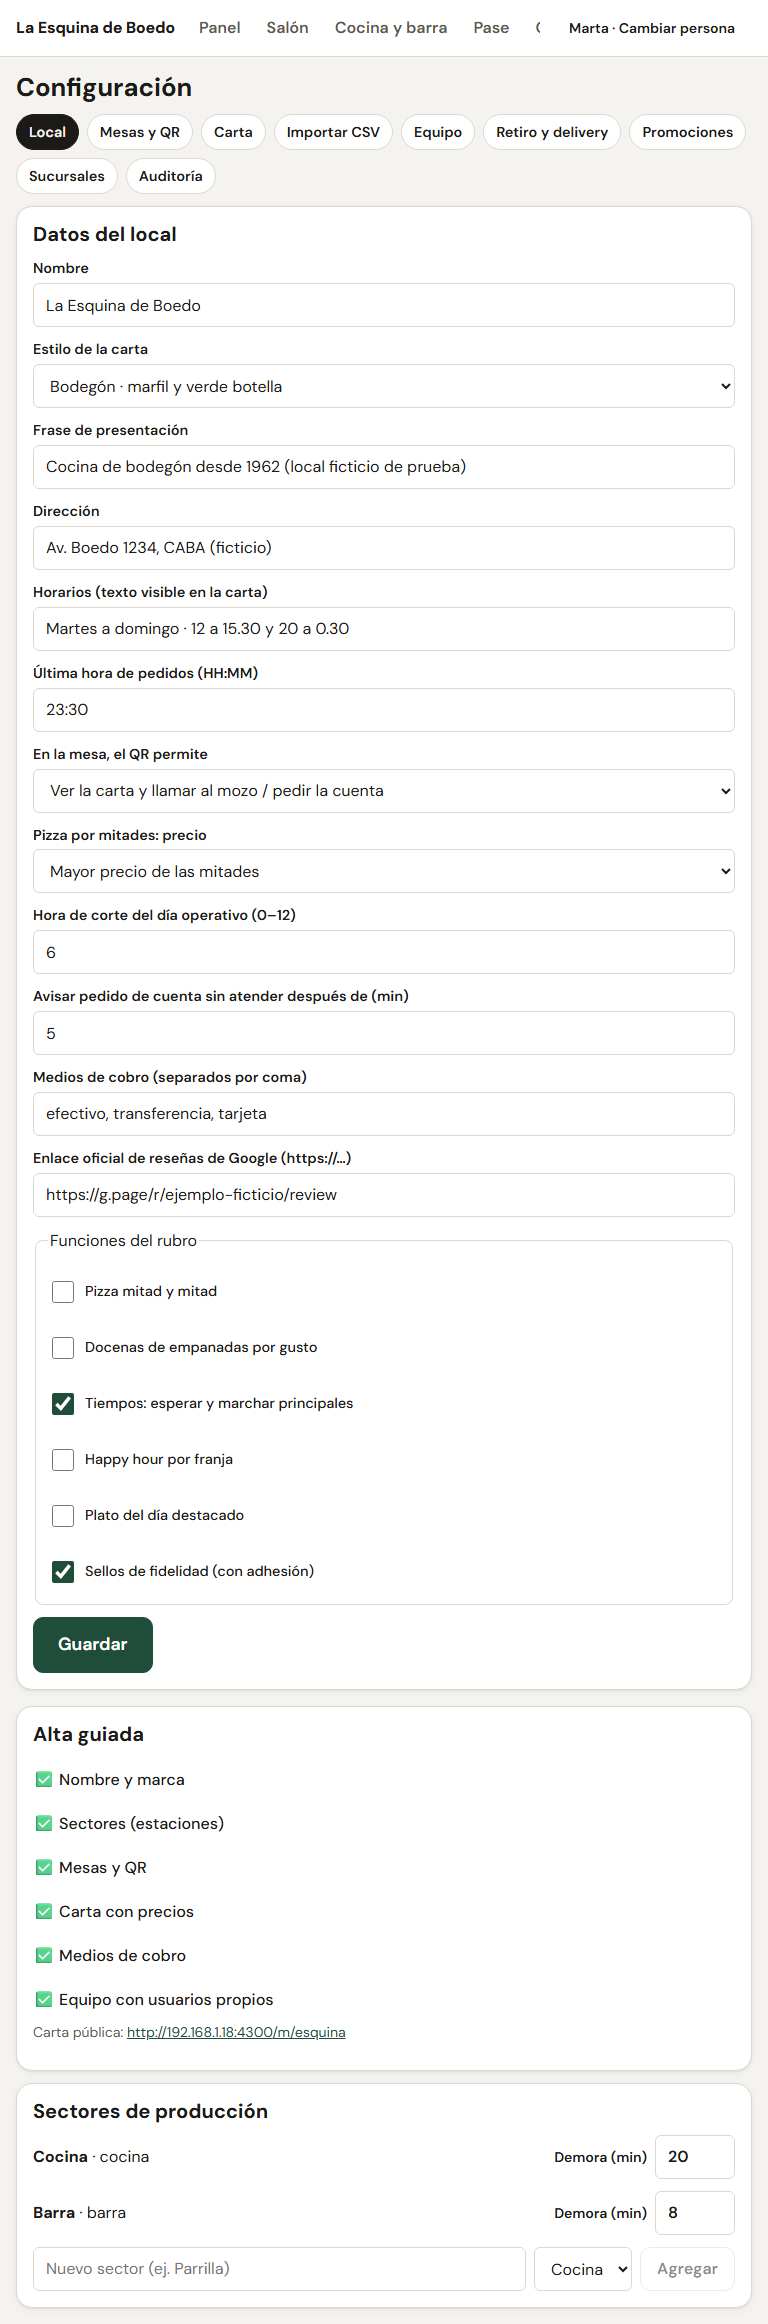 La Esquina de Boedo Panel Salón Cocina y barra Pase Marta · Cambiar persona
Configuración
Local Mesas y QR Carta Importar CSV Equipo Retiro y delivery Promociones
Sucursales Auditoría
Datos del local
Nombre
La Esquina de Boedo
Estilo de la carta
Bodegón · marfil y verde botella
Frase de presentación
Cocina de bodegón desde 1962 (local ficticio de prueba)
Dirección
Av. Boedo 1234, CABA (ficticio)
Horarios (texto visible en la carta)
Martes a domingo · 12 a 15.30 y 20 a 0.30
Última hora de pedidos (HH:MM)
23:30
En la mesa, el QR permite
Ver la carta y llamar al mozo / pedir la cuenta
Pizza por mitades: precio
Mayor precio de las mitades
Hora de corte del día operativo (0–12)
6
Avisar pedido de cuenta sin atender después de (min)
5
Medios de cobro (separados por coma)
efectivo, transferencia, tarjeta
Enlace oficial de reseñas de Google (https://…)
https://g.page/r/ejemplo-ficticio/review
Funciones del rubro
Pizza mitad y mitad
Docenas de empanadas por gusto
Tiempos: esperar y marchar principales
Happy hour por franja
Plato del día destacado
Sellos de fidelidad (con adhesión)
Guardar
Alta guiada
✅ Nombre y marca
✅ Sectores (estaciones)
✅ Mesas y QR
✅ Carta con precios
✅ Medios de cobro
✅ Equipo con usuarios propios
Carta pública: http://192.168.1.18:4300/m/esquina
Sectores de producción
Cocina · cocina Demora (min) 20
Barra · barra Demora (min) 8
Nuevo sector (ej. Parrilla) Cocina Agregar